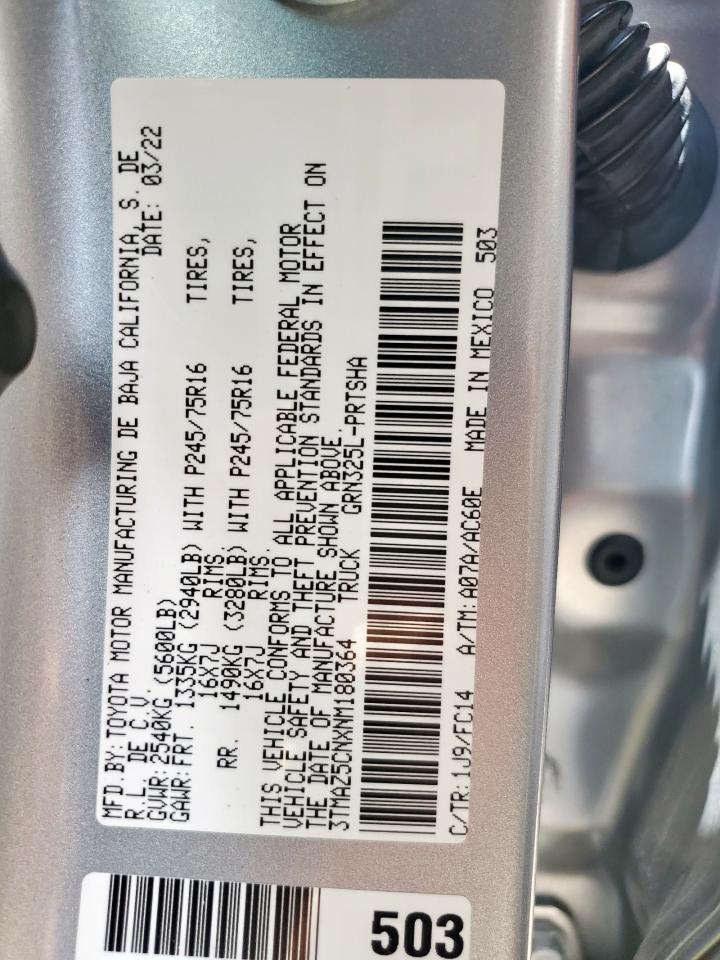 MFD.BY:TOYOTA MOTOR MANUFACTURING DE BAJA CALIFORNIA, S. DE
R.L. DE C.V. DATE: 03/22
GVWR:2540KG (5600LB)
GAWR:FRT. 1335KG (2940LB) WITH P245/75R16 TIRES,
16X7J RIMS.
RR. 1490KG (3280LB) WITH P245/75R16 TIRES,
16X7J RIMS.
THIS VEHICLE CONFORMS TO ALL APPLICABLE FEDERAL MOTOR
VEHICLE SAFETY AND THEFT PREVENTION STANDARDS IN EFFECT ON
THE DATE OF MANUFACTURE SHOWN ABOVE.
3TMAZ5CNXNM180364 TRUCK GRN325L-PRTSHA
C/TR:1J9/FC14 A/TM:A07A/AC60E MADE IN MEXICO 503
503